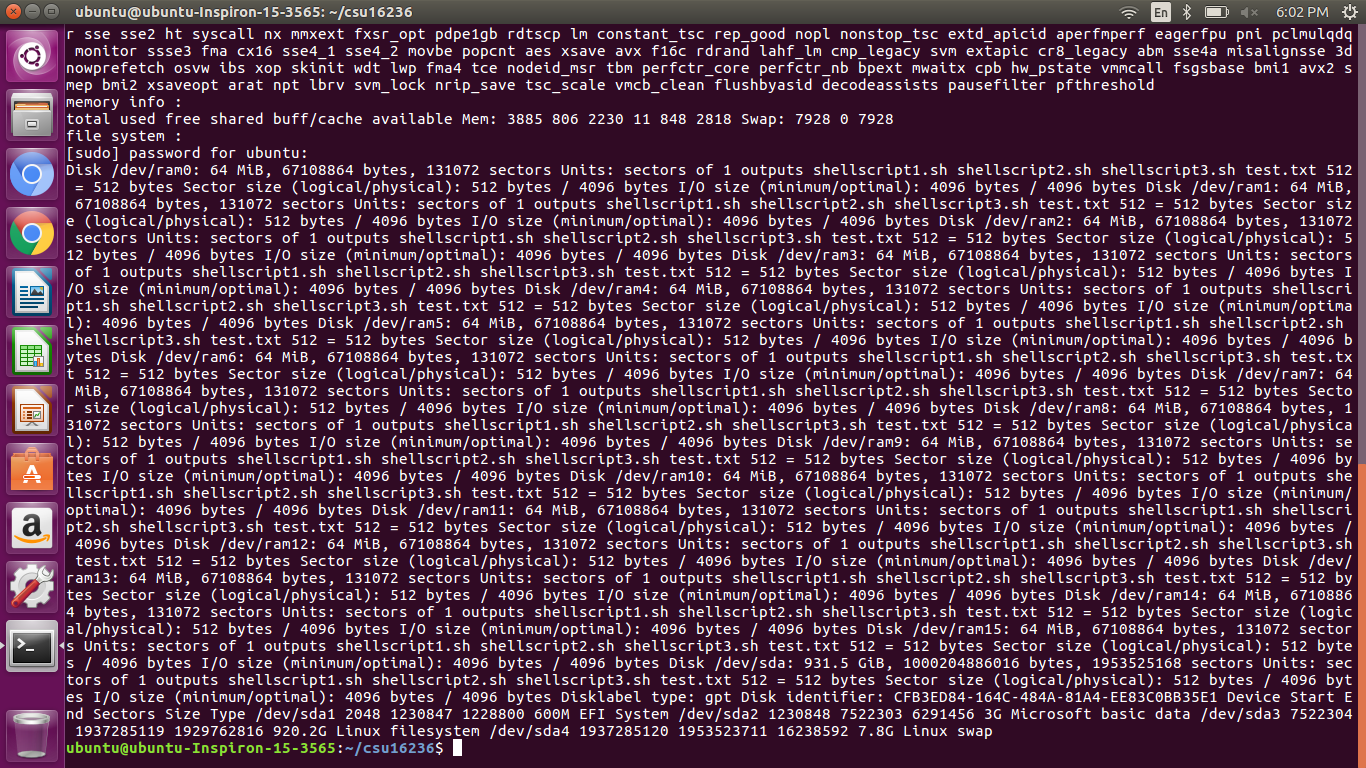 ubuntu@ubuntu-Inspiron-15-3565: ~/csu16236
En
6:02 PM
r sse sse2 ht syscall nx mmxext fxsr_opt pdpe1gb rdtscp lm constant_tsc rep_good nopl nonstop_tsc extd_apicid aperfmperf eagerfpu pni pclmulqdq
monitor ssse3 fma cx16 sse4_1 sse4_2 movbe popcnt aes xsave avx f16c rdrand lahf_lm cmp_legacy svm extapic cr8_legacy abm sse4a misalignsse 3d
nowprefetch osvw ibs xop skinit wdt lwp fma4 tce nodeid_msr tbm perfctr_core perfctr_nb bpext mwaitx cpb hw_pstate vmmcall fsgsbase bmi1 avx2 s
mep bmi2 xsaveopt arat npt lbrv svm_lock nrip_save tsc_scale vmcb_clean flushbyasid decodeassists pausefilter pfthreshold
memory info :
total used free shared buff/cache available Mem: 3885 806 2230 11 848 2818 Swap: 7928 0 7928
file system :
[sudo] password for ubuntu:
Disk /dev/ram0: 64 MiB, 67108864 bytes, 131072 sectors Units: sectors of 1 outputs shellscript1.sh shellscript2.sh shellscript3.sh test.txt 512
= 512 bytes Sector size (logical/physical): 512 bytes / 4096 bytes I/O size (minimum/optimal): 4096 bytes / 4096 bytes Disk /dev/ram1: 64 MiB,
67108864 bytes, 131072 sectors Units: sectors of 1 outputs shellscript1.sh shellscript2.sh shellscript3.sh test.txt 512 = 512 bytes Sector siz
e (logical/physical): 512 bytes / 4096 bytes I/O size (minimum/optimal): 4096 bytes / 4096 bytes Disk /dev/ram2: 64 MiB, 67108864 bytes, 131072
sectors Units: sectors of 1 outputs shellscript1.sh shellscript2.sh shellscript3.sh test.txt 512 = 512 bytes Sector size (logical/physical): 5
12 bytes / 4096 bytes I/O size (minimum/optimal): 4096 bytes / 4096 bytes Disk /dev/ram3: 64 MiB, 67108864 bytes, 131072 sectors Units: sectors
of 1 outputs shellscript1.sh shellscript2.sh shellscript3.sh test.txt 512 = 512 bytes Sector size (logical/physical): 512 bytes / 4096 bytes I
/O size (minimum/optimal): 4096 bytes / 4096 bytes Disk /dev/ram4: 64 MiB, 67108864 bytes, 131072 sectors Units: sectors of 1 outputs shellscri
pt1.sh shellscript2.sh shellscript3.sh test.txt 512 = 512 bytes Sector size (logical/physical): 512 bytes / 4096 bytes I/O size (minimum/optima
l): 4096 bytes / 4096 bytes Disk /dev/ram5: 64 MiB, 67108864 bytes, 131072 sectors Units: sectors of 1 outputs shellscript1.sh shellscript2.sh
shellscript3.sh test.txt 512 = 512 bytes Sector size (logical/physical): 512 bytes / 4096 bytes I/O size (minimum/optimal): 4096 bytes / 4096 b
ytes Disk /dev/ram6: 64 MiB, 67108864 bytes, 131072 sectors Units: sectors of 1 outputs shellscript1.sh shellscript2.sh shellscript3.sh test.tx
t 512 = 512 bytes Sector size (logical/physical): 512 bytes / 4096 bytes I/O size (minimum/optimal): 4096 bytes / 4096 bytes Disk /dev/ram7: 64
MiB, 67108864 bytes, 131072 sectors Units: sectors of 1 outputs shellscript1.sh shellscript2.sh shellscript3.sh test.txt 512 = 512 bytes Secto
r size (logical/physical): 512 bytes / 4096 bytes I/O size (minimum/optimal): 4096 bytes / 4096 bytes Disk /dev/ram8: 64 MiB, 67108864 bytes, 1
31072 sectors Units: sectors of 1 outputs shellscript1.sh shellscript2.sh shellscript3.sh test.txt 512 = 512 bytes Sector size (logical/physica
l): 512 bytes / 4096 bytes I/O size (minimum/optimal): 4096 bytes / 4096 bytes Disk /dev/ram9: 64 MiB, 67108864 bytes, 131072 sectors Units: se
ctors of 1 outputs shellscript1.sh shellscript2.sh shellscript3.sh test.txt 512 = 512 bytes Sector size (logical/physical): 512 bytes / 4096 by
tes I/O size (minimum/optimal): 4096 bytes / 4096 bytes Disk /dev/ram10: 64 MiB, 67108864 bytes, 131072 sectors Units: sectors of 1 outputs she
llscript1.sh shellscript2.sh shellscript3.sh test.txt 512 = 512 bytes Sector size (logical/physical): 512 bytes / 4096 bytes I/O size (minimum/
optimal): 4096 bytes / 4096 bytes Disk /dev/ram11: 64 MiB, 67108864 bytes, 131072 sectors Units: sectors of 1 outputs shellscript1.sh shellscri
pt2.sh shellscript3.sh test.txt 512 = 512 bytes Sector size (logical/physical): 512 bytes / 4096 bytes I/O size (minimum/optimal): 4096 bytes /
4096 bytes Disk /dev/ram12: 64 MiB, 67108864 bytes, 131072 sectors Units: sectors of 1 outputs shellscript1.sh shellscript2.sh shellscript3.sh
test.txt 512 = 512 bytes Sector size (logical/physical): 512 bytes / 4096 bytes I/O size (minimum/optimal): 4096 bytes / 4096 bytes Disk /dev/
ram13: 64 MiB, 67108864 bytes, 131072 sectors Units: sectors of 1 outputs shellscript1.sh shellscript2.sh shellscript3.sh test.txt 512 = 512 by
tes Sector size (logical/physical): 512 bytes / 4096 bytes I/O size (minimum/optimal): 4096 bytes / 4096 bytes Disk /dev/ram14: 64 MiB, 6710886
4 bytes, 131072 sectors Units: sectors of 1 outputs shellscript1.sh shellscript2.sh shellscript3.sh test.txt 512 = 512 bytes Sector size (logic
al/physical): 512 bytes / 4096 bytes I/O size (minimum/optimal): 4096 bytes / 4096 bytes Disk /dev/ram15: 64 MiB, 67108864 bytes, 131072 sector
s Units: sectors of 1 outputs shellscript1.sh shellscript2.sh shellscript3.sh test.txt 512 = 512 bytes Sector size (logical/physical): 512 byte
s / 4096 bytes I/O size (minimum/optimal): 4096 bytes / 4096 bytes Disk /dev/sda: 931.5 GiB, 1000204886016 bytes, 1953525168 sectors Units: sec
tors of 1 outputs shellscript1.sh shellscript2.sh shellscript3.sh test.txt 512 = 512 bytes Sector size (logical/physical): 512 bytes / 4096 byt
es I/O size (minimum/optimal): 4096 bytes / 4096 bytes Disklabel type: gpt Disk identifier: CFB3ED84-164C-484A-81A4-EE83C0BB35E1 Device Start E
nd Sectors Size Type /dev/sda1 2048 1230847 1228800 600M EFI System /dev/sda2 1230848 7522303 6291456 3G Microsoft basic data /dev/sda3 7522304
1937285119 1929762816 920.2G Linux filesystem /dev/sda4 1937285120 1953523711 16238592 7.8G Linux swap
ubuntu@ubuntu-Inspiron-15-3565:~/csu16236$